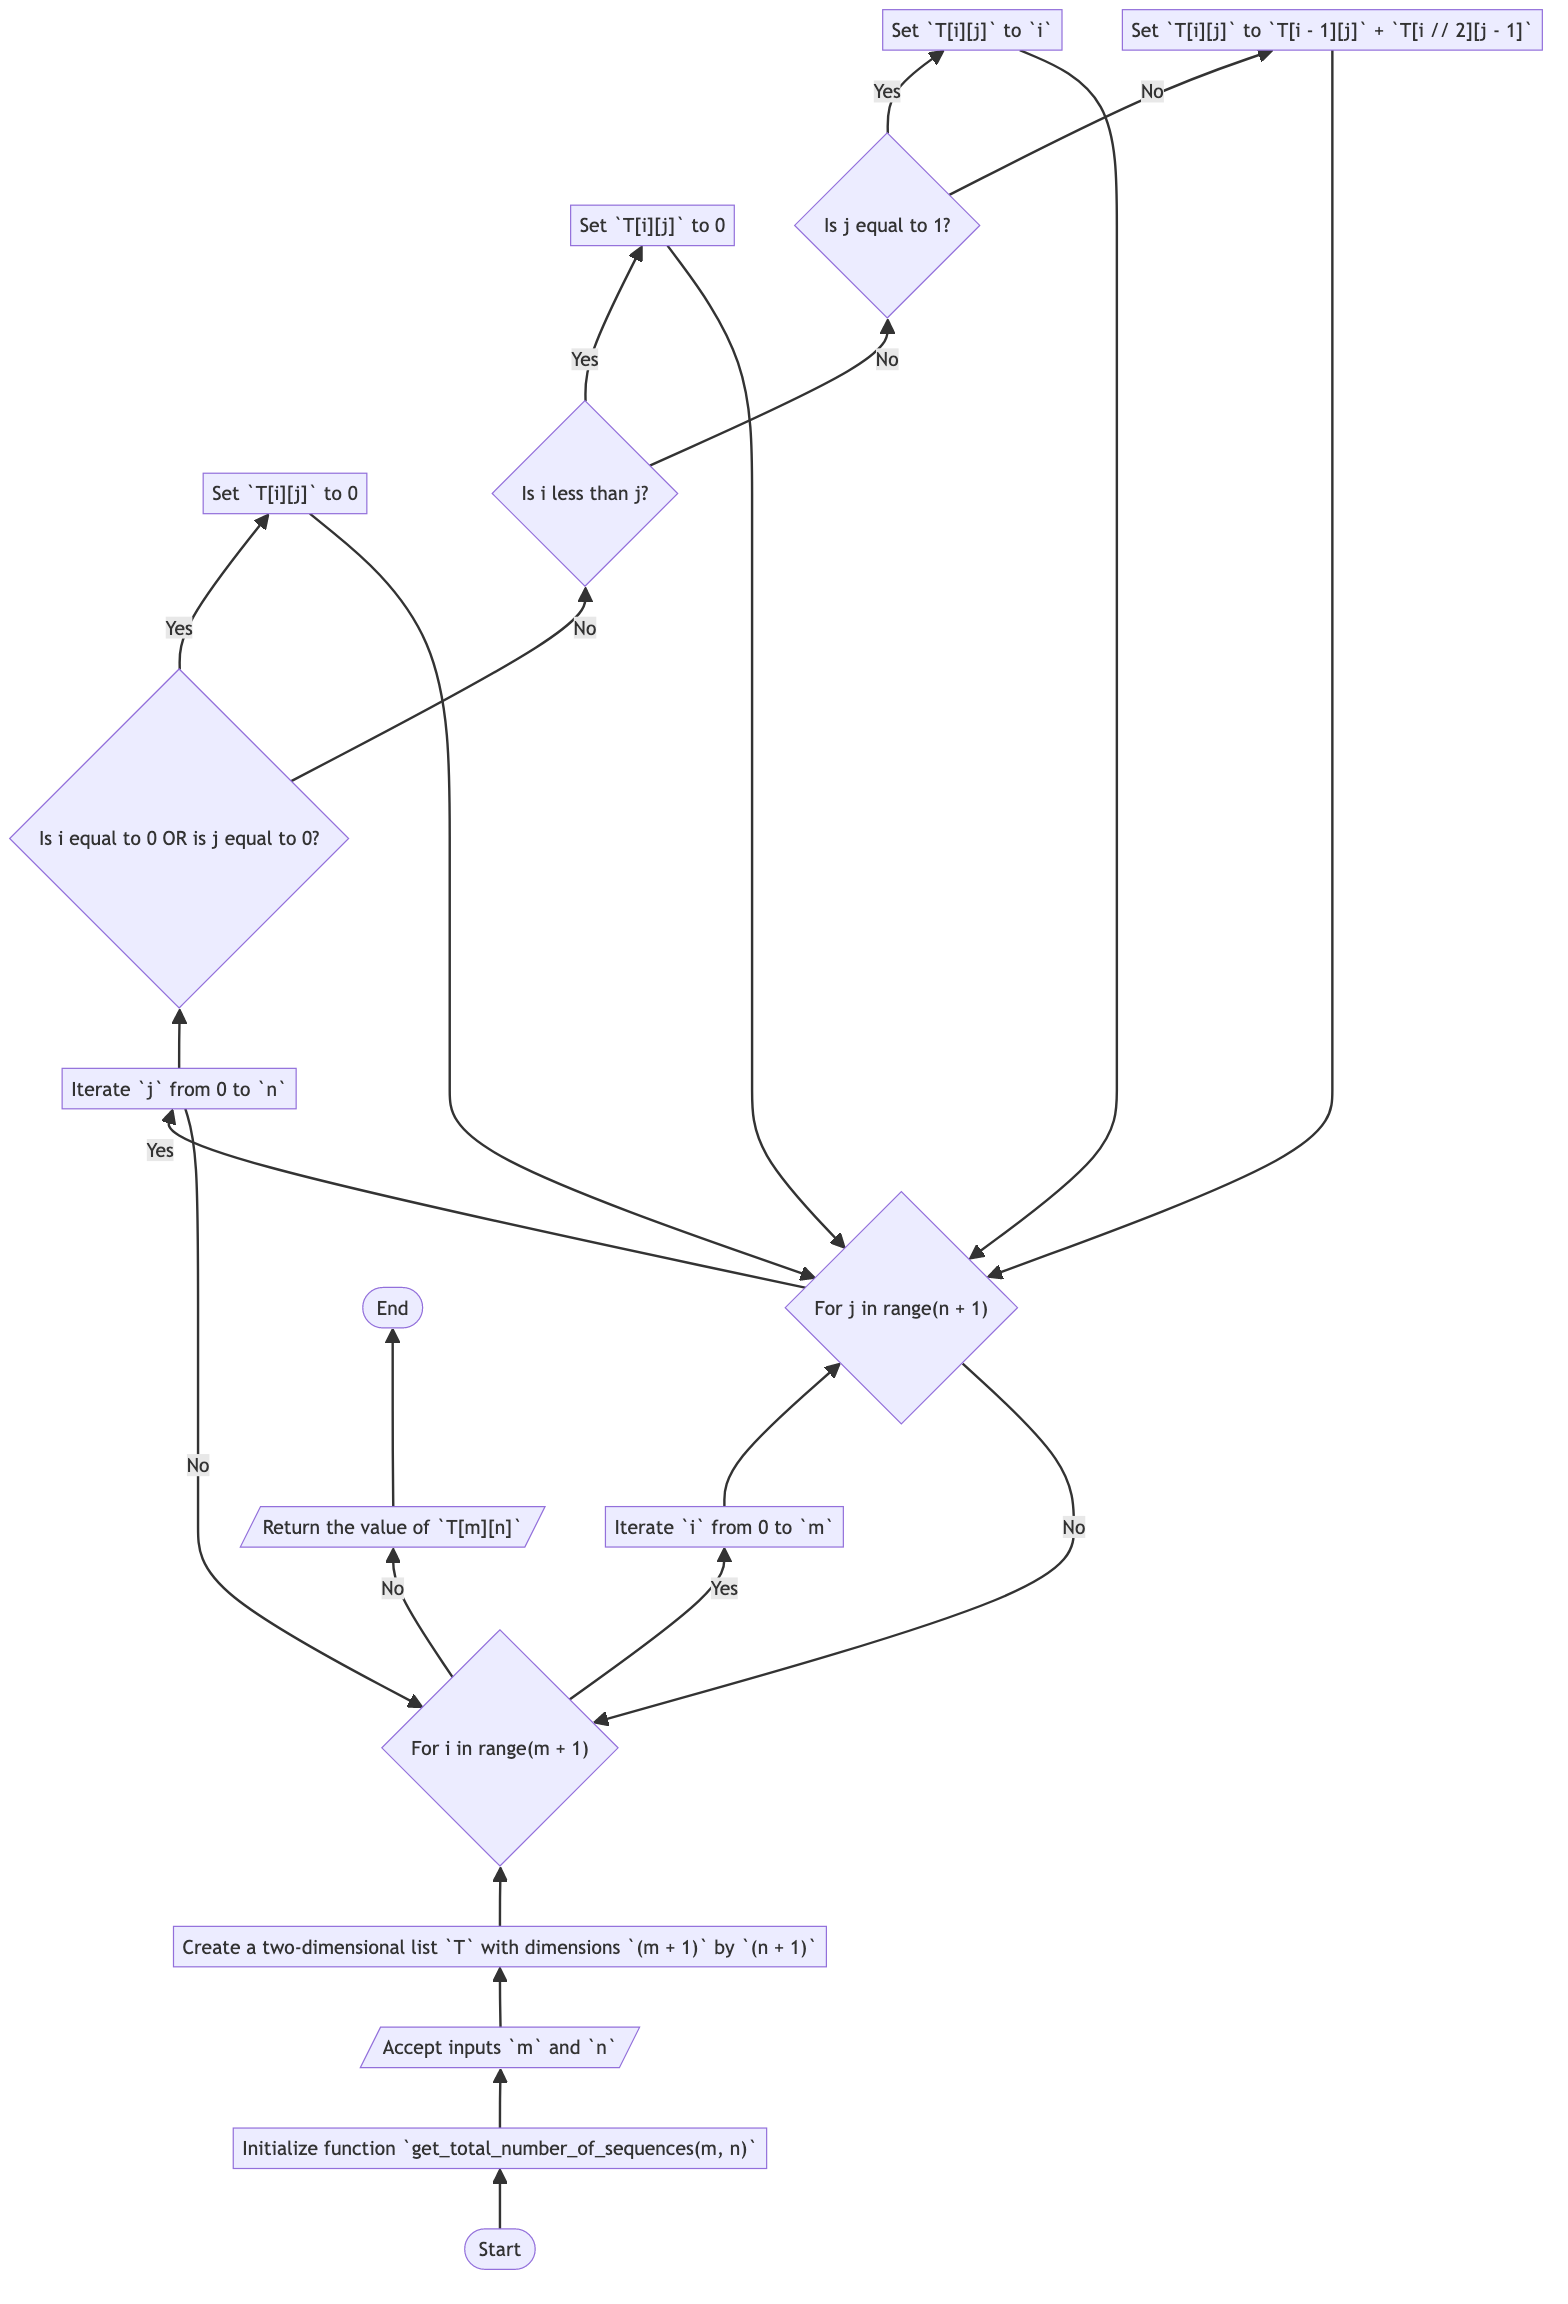 Set `T[i][j]` to `i`
Set `T[i][j]` to `T[i - 1][j]` + `T[i // 2][j - 1]`
Yes
No
Set `T[i][j]` to 0
Is j equal to 1?
Yes
No
Set `T[i][j]` to 0
Is i less than j?
Yes
No
Is i equal to 0 OR is j equal to 0?
Iterate `j` from 0 to `n`
Yes
End
For j in range(n + 1)
No
Return the value of `T[m][n]`
Iterate `i` from 0 to `m`
No
No
Yes
For i in range(m + 1)
Create a two-dimensional list `T` with dimensions `(m + 1)` by `(n + 1)`
Accept inputs `m` and `n`
Initialize function `get_total_number_of_sequences(m, n)`
Start